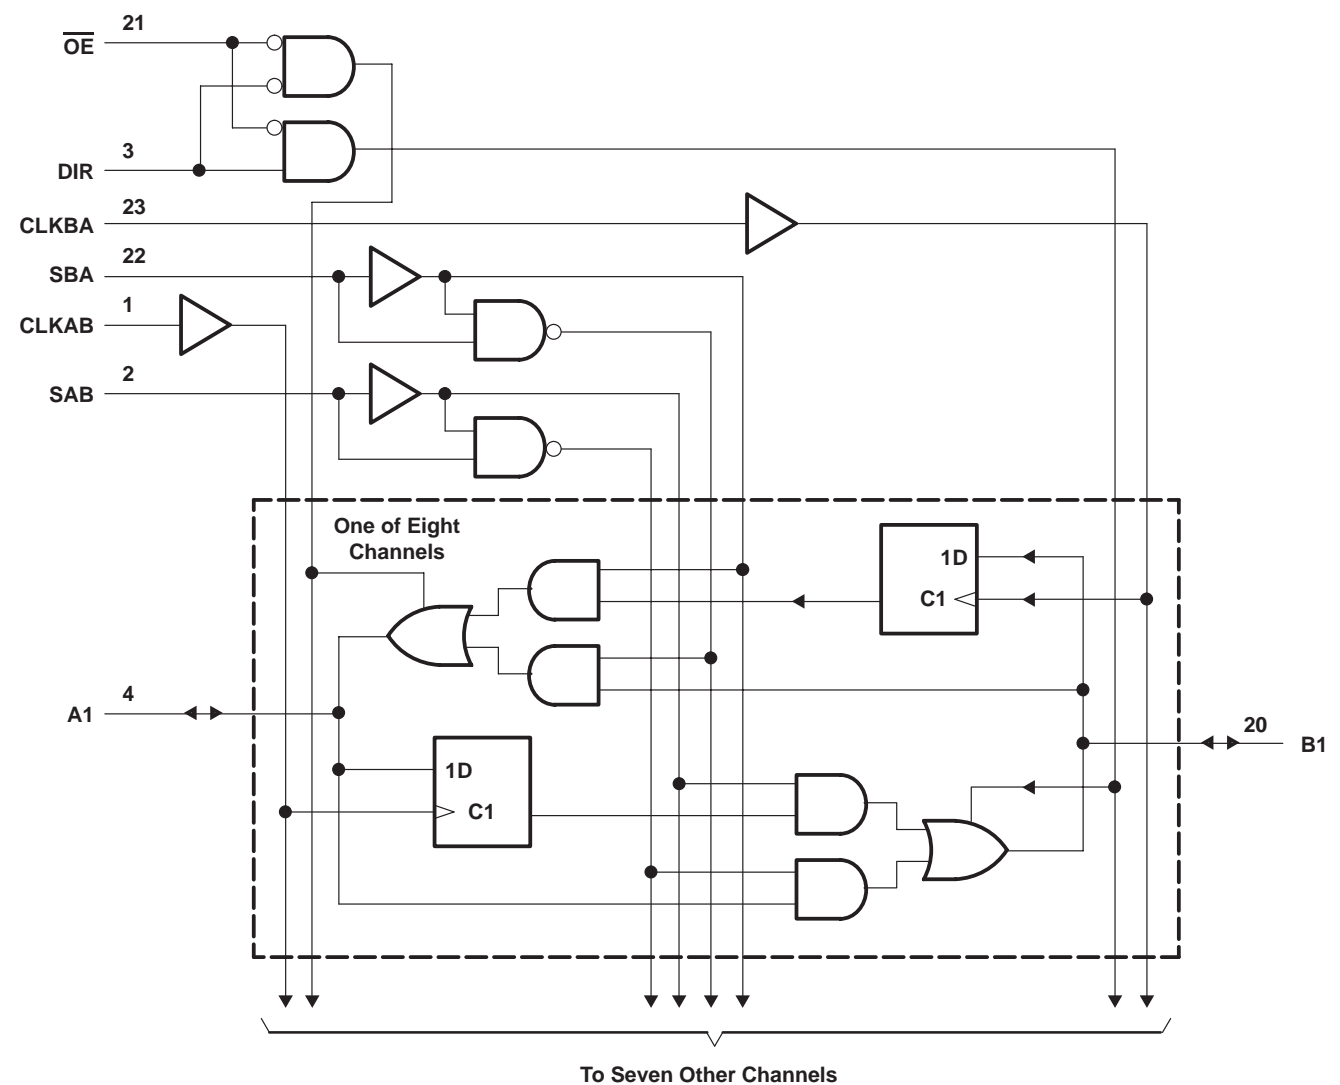 21
O̅E̅
3
DIR
23
CLKBA
22
SBA
1
CLKAB
2
SAB
One of Eight
Channels
1D
C1
4
A1
20
B1
1D
C1
To Seven Other Channels